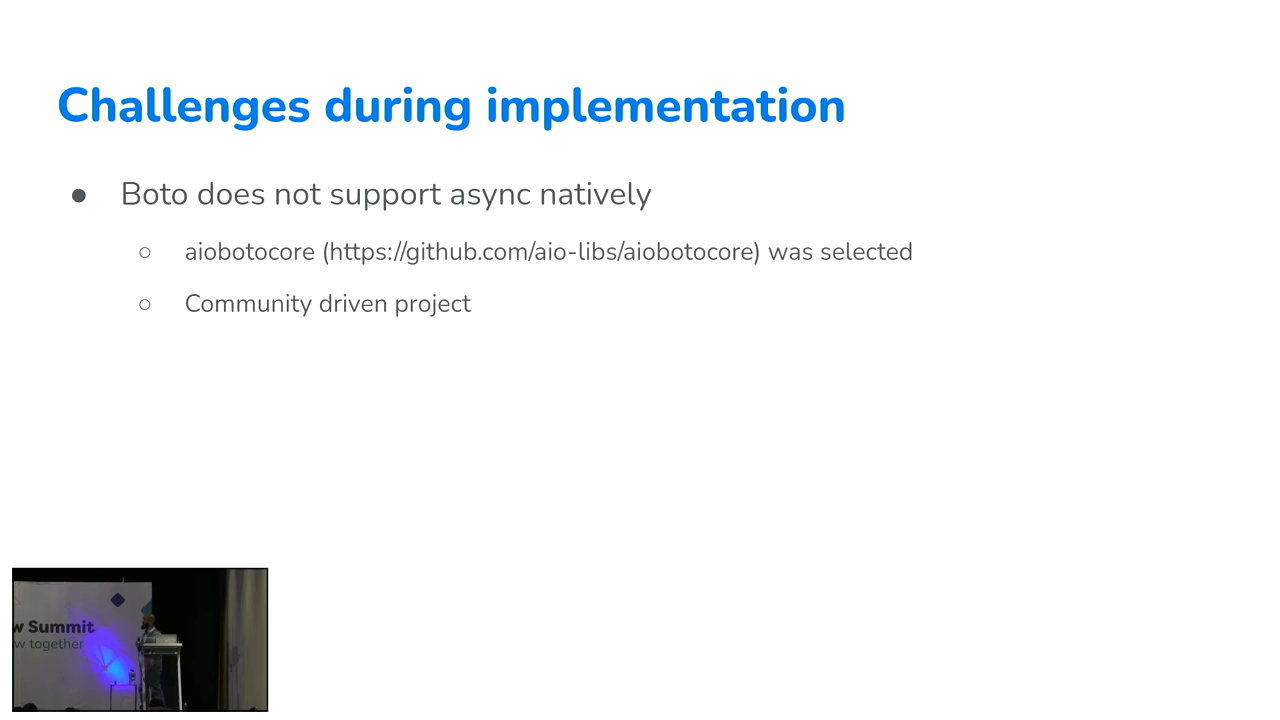 Challenges during implementation
● Boto does not support async natively
○ aiobotocore (https://github.com/aio-libs/aiobotocore) was selected
○ Community driven project
w Summit
w together